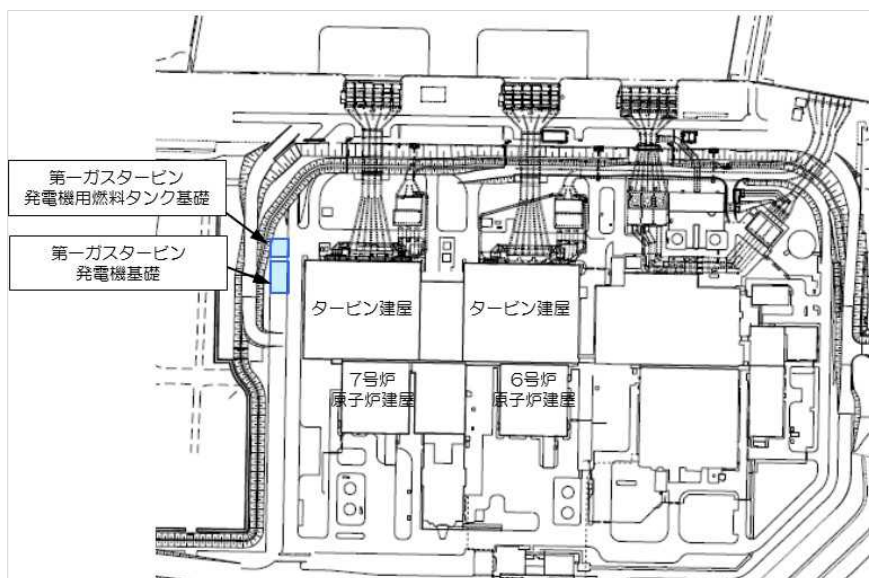 第一ガスタービン
発電機用燃料タンク基礎
第一ガスタービン
発電機基礎
タービン建屋
タービン建屋
7号炉
原子炉建屋
6号炉
原子炉建屋